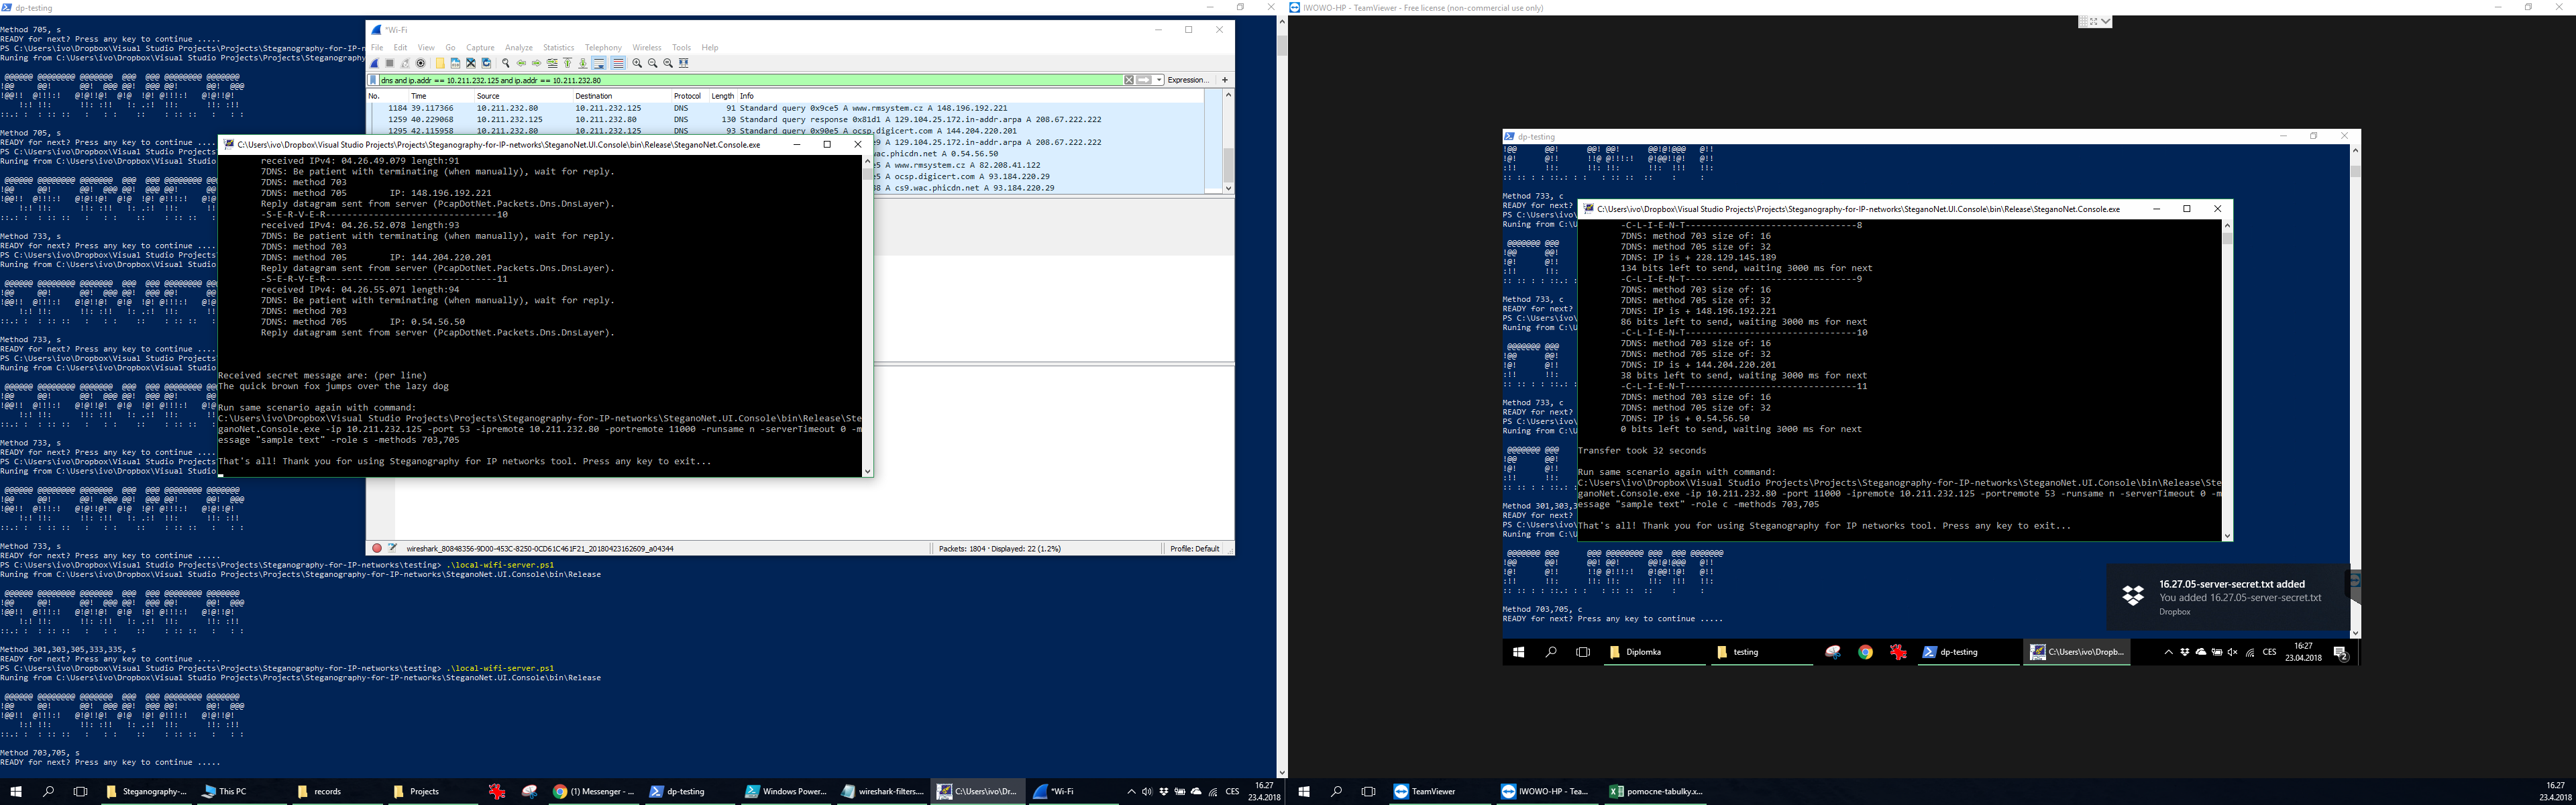 dp-testing
Method 705, s
READY for next? Press any key to continue .....
PS C:\Users\ivo\Dropbox\Visual Studio Projects\Projects\Steganography-for-IP-n
Runing from C:\Users\ivo\Dropbox\Visual Studio Projects\Projects\Steganography
Method 705, s
READY for next? Press any key to continue ....
PS C:\Users\ivo\Dropbox\Visual Studio Projects
Runing from C:\Users\ivo\Dropbox\Visual Studio
Method 733, s
READY for next? Press any key to continue ....
PS C:\Users\ivo\Dropbox\Visual Studio Projects
Runing from C:\Users\ivo\Dropbox\Visual Studio
Method 733, s
READY for next? Press any key to continue ....
PS C:\Users\ivo\Dropbox\Visual Studio Projects
Runing from C:\Users\ivo\Dropbox\Visual Studio
Method 733, s
READY for next? Press any key to continue ....
PS C:\Users\ivo\Dropbox\Visual Studio Projects
Runing from C:\Users\ivo\Dropbox\Visual Studio
Method 733, s
READY for next? Press any key to continue .....
PS C:\Users\ivo\Dropbox\Visual Studio Projects\Projects\Steganography-for-IP-networks\testing> .\local-wifi-server.ps1
Runing from C:\Users\ivo\Dropbox\Visual Studio Projects\Projects\Steganography-for-IP-networks\SteganoNet.UI.Console\bin\Release
Method 301,303,305,333,335, s
READY for next? Press any key to continue .....
PS C:\Users\ivo\Dropbox\Visual Studio Projects\Projects\Steganography-for-IP-networks\testing> .\local-wifi-server.ps1
Runing from C:\Users\ivo\Dropbox\Visual Studio Projects\Projects\Steganography-for-IP-networks\SteganoNet.UI.Console\bin\Release
Method 703,705, s
READY for next? Press any key to continue .....
*Wi-Fi
File Edit View Go Capture Analyze Statistics Telephony Wireless Tools Help
dns and ip.addr == 10.211.232.125 and ip.addr == 10.211.232.80 Expression... +
No. Time Source Destination Protocol Length Info
1184 39.117366 10.211.232.80 10.211.232.125 DNS 91 Standard query 0x9ce5 A www.rmsystem.cz A 148.196.192.221
1259 40.229068 10.211.232.125 10.211.232.80 DNS 130 Standard query response 0x81d1 A 129.104.25.172.in-addr.arpa A 208.67.222.222
1295 42.115958 10.211.232.80 10.211.232.125 DNS 93 Standard query 0x90e5 A ocsp.digicert.com A 144.204.220.201
e9 A 129.104.25.172.in-addr.arpa A 208.67.222.222
wac.phicdn.net A 0.54.56.50
e5 A www.rmsystem.cz A 82.208.41.122
e5 A ocsp.digicert.com A 93.184.220.29
38 A cs9.wac.phicdn.net A 93.184.220.29
wireshark_80848356-9D00-453C-8250-0CD61C461F21_20180423162609_a04344 Packets: 1804 · Displayed: 22 (1.2%) Profile: Default
C:\Users\ivo\Dropbox\Visual Studio Projects\Projects\Steganography-for-IP-networks\SteganoNet.UI.Console\bin\Release\SteganoNet.Console.exe
received IPv4: 04.26.49.079 length:91
7DNS: Be patient with terminating (when manually), wait for reply.
7DNS: method 703
7DNS: method 705 IP: 148.196.192.221
Reply datagram sent from server (PcapDotNet.Packets.Dns.DnsLayer).
-S-E-R-V-E-R--------------------------------10
received IPv4: 04.26.52.078 length:93
7DNS: Be patient with terminating (when manually), wait for reply.
7DNS: method 703
7DNS: method 705 IP: 144.204.220.201
Reply datagram sent from server (PcapDotNet.Packets.Dns.DnsLayer).
-S-E-R-V-E-R--------------------------------11
received IPv4: 04.26.55.071 length:94
7DNS: Be patient with terminating (when manually), wait for reply.
7DNS: method 703
7DNS: method 705 IP: 0.54.56.50
Reply datagram sent from server (PcapDotNet.Packets.Dns.DnsLayer).
Received secret message are: (per line)
The quick brown fox jumps over the lazy dog
Run same scenario again with command:
C:\Users\ivo\Dropbox\Visual Studio Projects\Projects\Steganography-for-IP-networks\SteganoNet.UI.Console\bin\Release\Ste
ganoNet.Console.exe -ip 10.211.232.125 -port 53 -ipremote 10.211.232.80 -portremote 11000 -runsame n -serverTimeout 0 -m
essage "sample text" -role s -methods 703,705
That's all! Thank you for using Steganography for IP networks tool. Press any key to exit...
Steganography-... This PC records Projects (1) Messenger - ... dp-testing Windows Power... wireshark-filters.... C:\Users\ivo\Dr... *Wi-Fi CES 16.27
23.4.2018
IWOWO-HP - TeamViewer - Free license (non-commercial use only)
dp-testing
Method 733, c
READY for next?
PS C:\Users\ivo
Runing from C:\U
Method 733, c
READY for next?
PS C:\Users\ivo
Runing from C:\U
Method 733, c
READY for next?
PS C:\Users\ivo
Runing from C:\U
Method 301,303,3
READY for next?
PS C:\Users\ivo
Runing from C:\U
Method 703,705, c
READY for next? Press any key to continue .....
C:\Users\ivo\Dropbox\Visual Studio Projects\Projects\Steganography-for-IP-networks\SteganoNet.UI.Console\bin\Release\SteganoNet.Console.exe
-C-L-I-E-N-T--------------------------------8
7DNS: method 703 size of: 16
7DNS: method 705 size of: 32
7DNS: IP is + 228.129.145.189
134 bits left to send, waiting 3000 ms for next
-C-L-I-E-N-T--------------------------------9
7DNS: method 703 size of: 16
7DNS: method 705 size of: 32
7DNS: IP is + 148.196.192.221
86 bits left to send, waiting 3000 ms for next
-C-L-I-E-N-T--------------------------------10
7DNS: method 703 size of: 16
7DNS: method 705 size of: 32
7DNS: IP is + 144.204.220.201
38 bits left to send, waiting 3000 ms for next
-C-L-I-E-N-T--------------------------------11
7DNS: method 703 size of: 16
7DNS: method 705 size of: 32
7DNS: IP is + 0.54.56.50
0 bits left to send, waiting 3000 ms for next
Transfer took 32 seconds
Run same scenario again with command:
C:\Users\ivo\Dropbox\Visual Studio Projects\Projects\Steganography-for-IP-networks\SteganoNet.UI.Console\bin\Release\Ste
ganoNet.Console.exe -ip 10.211.232.80 -port 11000 -ipremote 10.211.232.125 -portremote 53 -runsame n -serverTimeout 0 -m
essage "sample text" -role c -methods 703,705
That's all! Thank you for using Steganography for IP networks tool. Press any key to exit...
16.27.05-server-secret.txt added
You added 16.27.05-server-secret.txt
Dropbox
Diplomka testing dp-testing C:\Users\ivo\Dropb... CES 16:27
23.04.2018 2
TeamViewer IWOWO-HP - Tea... pomocne-tabulky.x... 16.27
23.4.2018